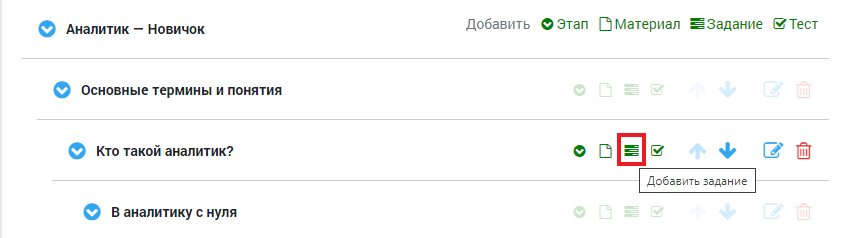 Аналитик — Новичок
Добавить Этап Материал Задание Тест
Основные термины и понятия
Кто такой аналитик?
Добавить задание
В аналитику с нуля